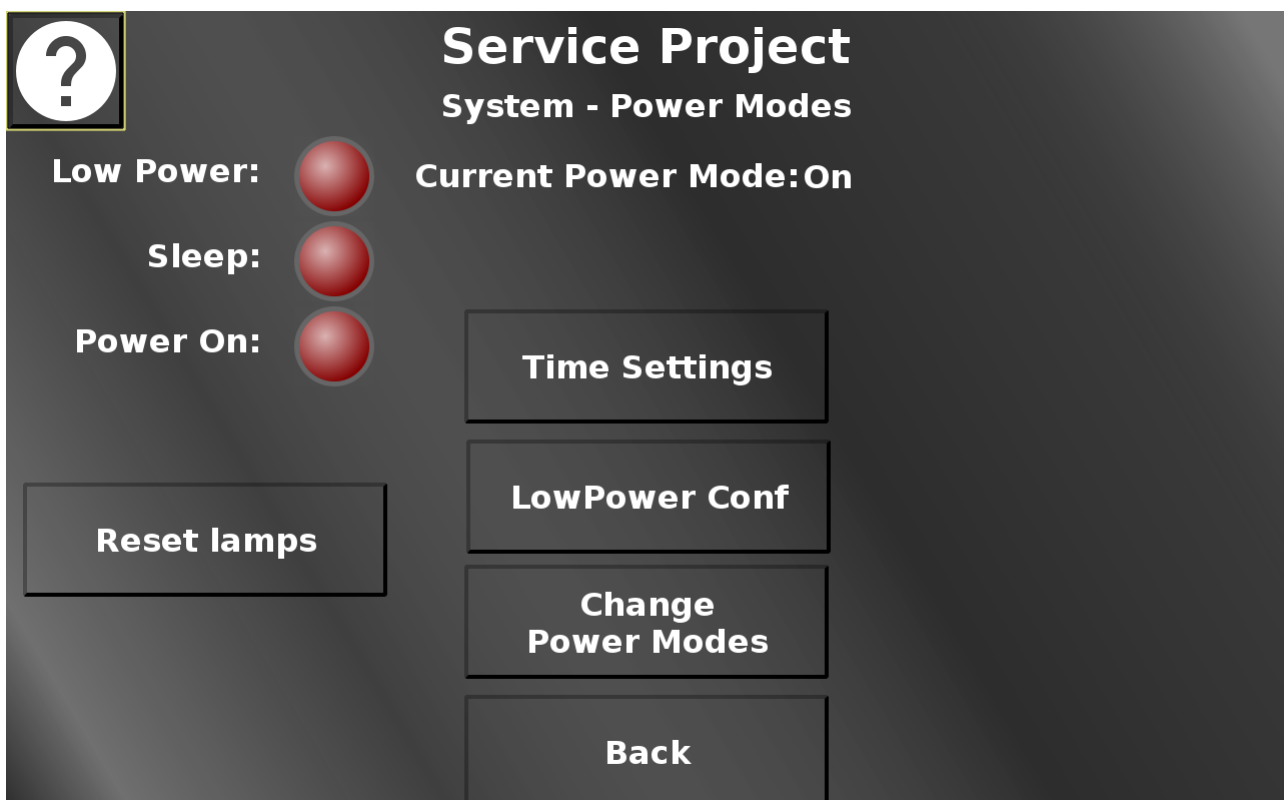 ?
Service Project
System - Power Modes
Low Power:
Current Power Mode: On
Sleep:
Power On:
Time Settings
LowPower Conf
Reset lamps
Change
Power Modes
Back